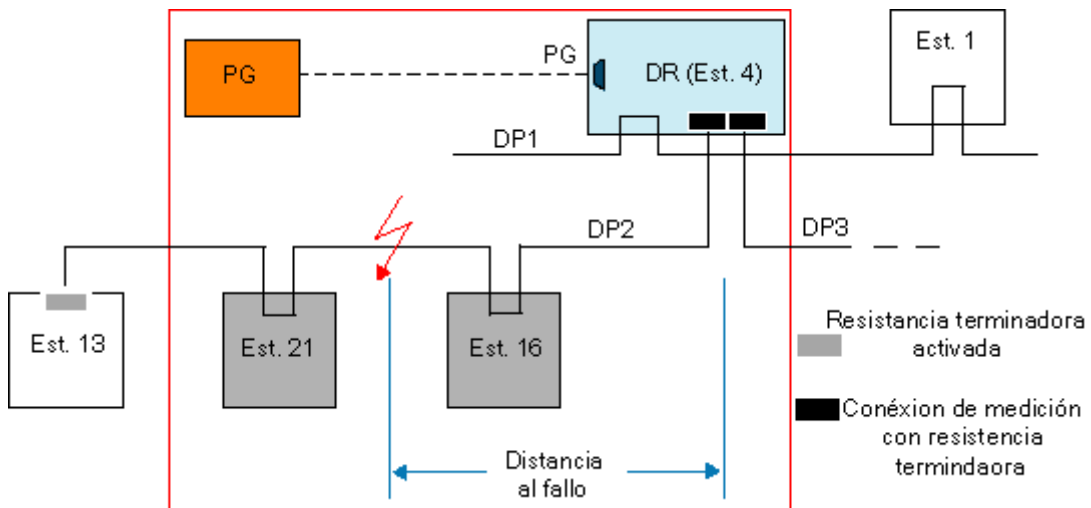 PG
PG
DR (Est. 4)
Est. 1
DP1
DP2
DP3
Est. 13
Est. 21
Est. 16
Resistancia terminadora
activada
Conéxion de medición
con resistencia
termindaora
Distancia
al fallo